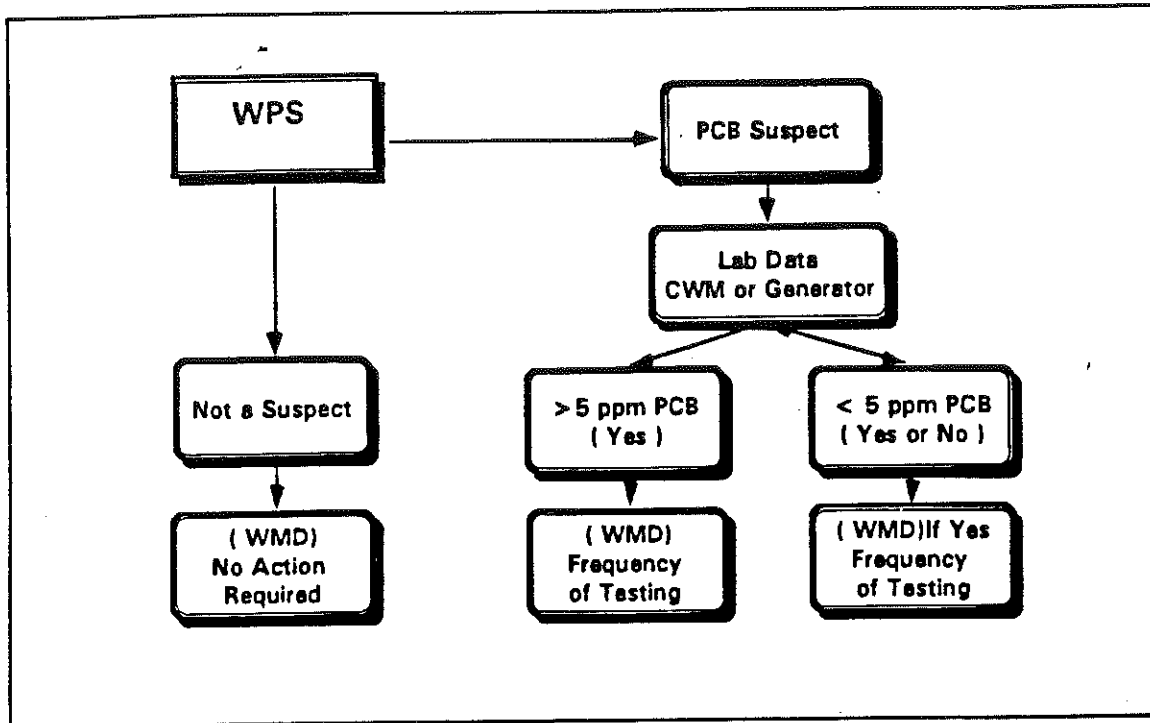 WPS
PCB Suspect
Lab Data
CWM or Generator
Not a Suspect
> 5 ppm PCB
( Yes )
< 5 ppm PCB
( Yes or No )
( WMD)
No Action
Required
( WMD)
Frequency
of Testing
( WMD)If Yes
Frequency
of Testing